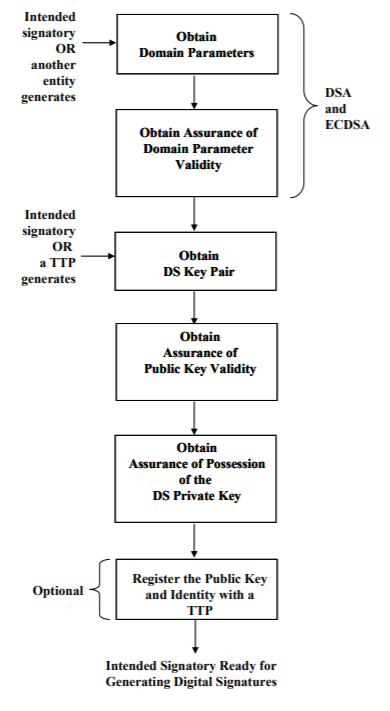 Intended
signatory
OR
another
entity
generates
Obtain
Domain Parameters
DSA
and
ECDSA
Obtain Assurance of
Domain Parameter
Validity
Intended
signatory
OR
a TTP
generates
Obtain
DS Key Pair
Obtain
Assurance of
Public Key Validity
Obtain
Assurance of Possession
of the
DS Private Key
Optional
Register the Public Key
and Identity with a
TTP
Intended Signatory Ready for
Generating Digital Signatures